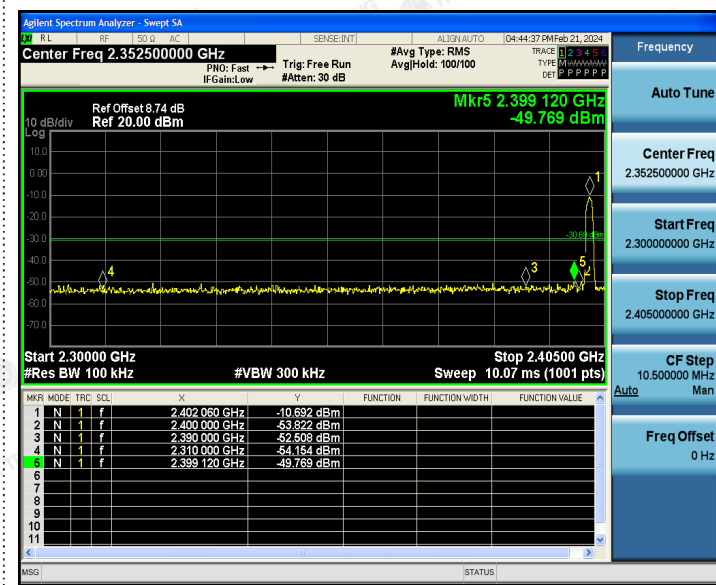 Agilent Spectrum Analyzer - Swept SA
LXI RL RF 50 Ω AC SENSE:INT ALIGN AUTO 04:44:37 PM Feb 21, 2024
Center Freq 2.352500000 GHz #Avg Type: RMS TRACE 1 2 3 4 5 6
PNO: Fast Trig: Free Run Avg|Hold: 100/100 TYPE M
IFGain:Low #Atten: 30 dB DET P P P P P P
Mkr5 2.399 120 GHz
Ref Offset 8.74 dB
10 dB/div Ref 20.00 dBm -49.769 dBm
Log
10.0
0.00
-10.0
-20.0
-30.0
-40.0
-50.0
-60.0
-70.0
1
-30.69 dBm
4
3
5
2
Start 2.30000 GHz Stop 2.40500 GHz
#Res BW 100 kHz #VBW 300 kHz Sweep 10.07 ms (1001 pts)
MKR MODE TRC SCL X Y FUNCTION FUNCTION WIDTH FUNCTION VALUE
1 N 1 f 2.402 060 GHz -10.692 dBm
2 N 1 f 2.400 000 GHz -53.822 dBm
3 N 1 f 2.390 000 GHz -52.508 dBm
4 N 1 f 2.310 000 GHz -54.154 dBm
5 N 1 f 2.399 120 GHz -49.769 dBm
6
7
8
9
10
11
MSG STATUS
Frequency
Auto Tune
Center Freq
2.352500000 GHz
Start Freq
2.300000000 GHz
Stop Freq
2.405000000 GHz
CF Step
10.500000 MHz
Auto Man
Freq Offset
0 Hz